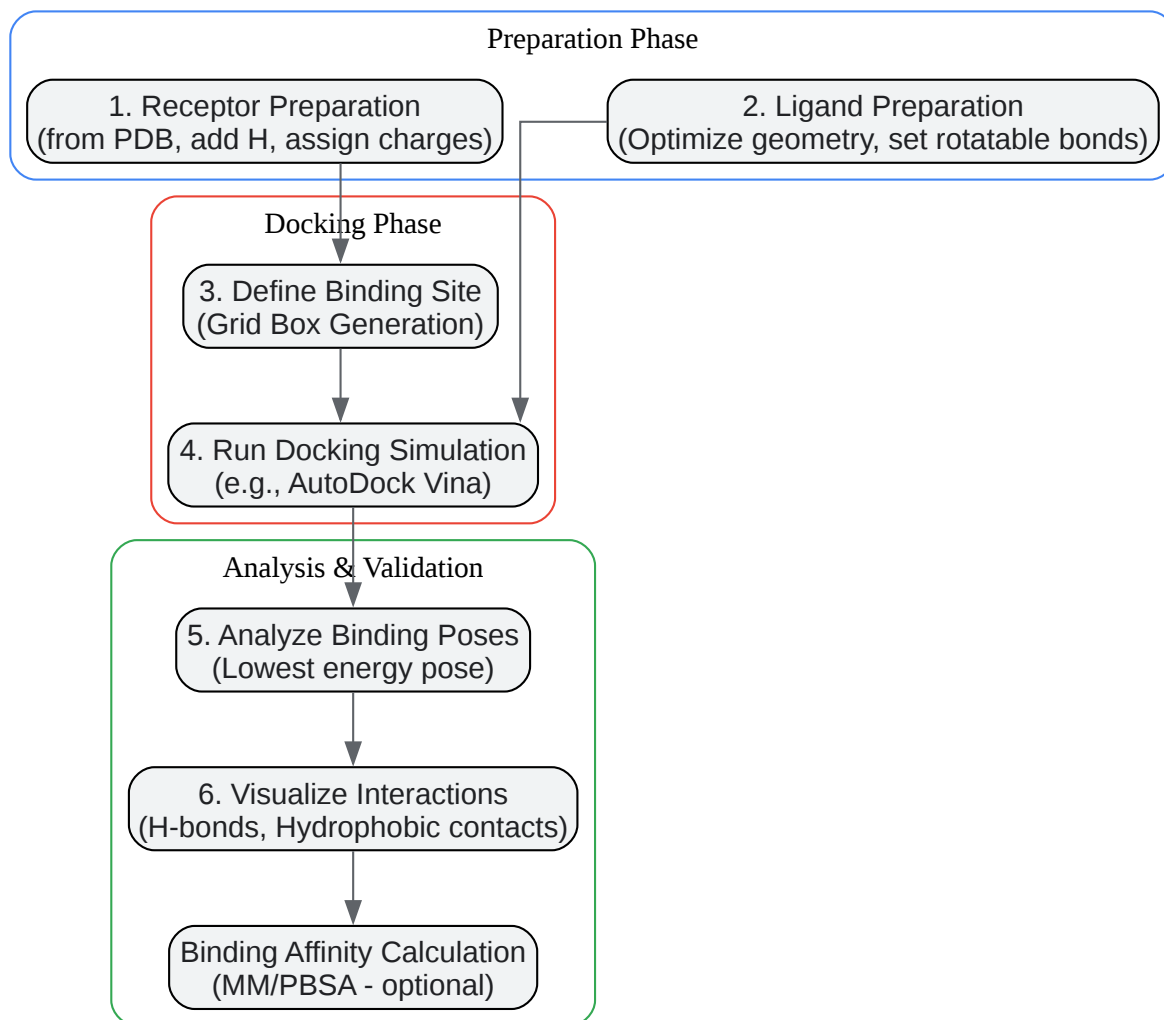 Preparation Phase
1. Receptor Preparation
(from PDB, add H, assign charges)
2. Ligand Preparation
(Optimize geometry, set rotatable bonds)
Docking Phase
3. Define Binding Site
(Grid Box Generation)
4. Run Docking Simulation
(e.g., AutoDock Vina)
Analysis & Validation
5. Analyze Binding Poses
(Lowest energy pose)
6. Visualize Interactions
(H-bonds, Hydrophobic contacts)
Binding Affinity Calculation
(MM/PBSA - optional)